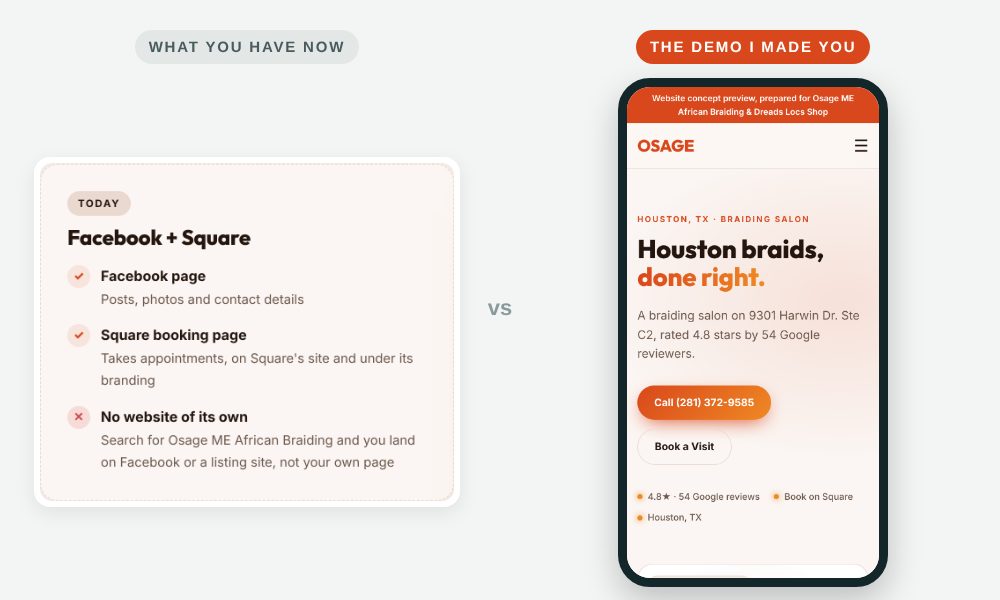 WHAT YOU HAVE NOW
TODAY
Facebook + Square
Facebook page
Posts, photos and contact details
Square booking page
Takes appointments, on Square's site and under its
branding
No website of its own
Search for Osage ME African Braiding and you land
on Facebook or a listing site, not your own page
vs
THE DEMO I MADE YOU
Website concept preview, prepared for Osage ME
African Braiding & Dreads Locs Shop
OSAGE
HOUSTON, TX · BRAIDING SALON
Houston braids,
done right.
A braiding salon on 9301 Harwin Dr. Ste
C2, rated 4.8 stars by 54 Google
reviewers.
Call (281) 372-9585
Book a Visit
4.8★ · 54 Google reviews
Book on Square
Houston, TX